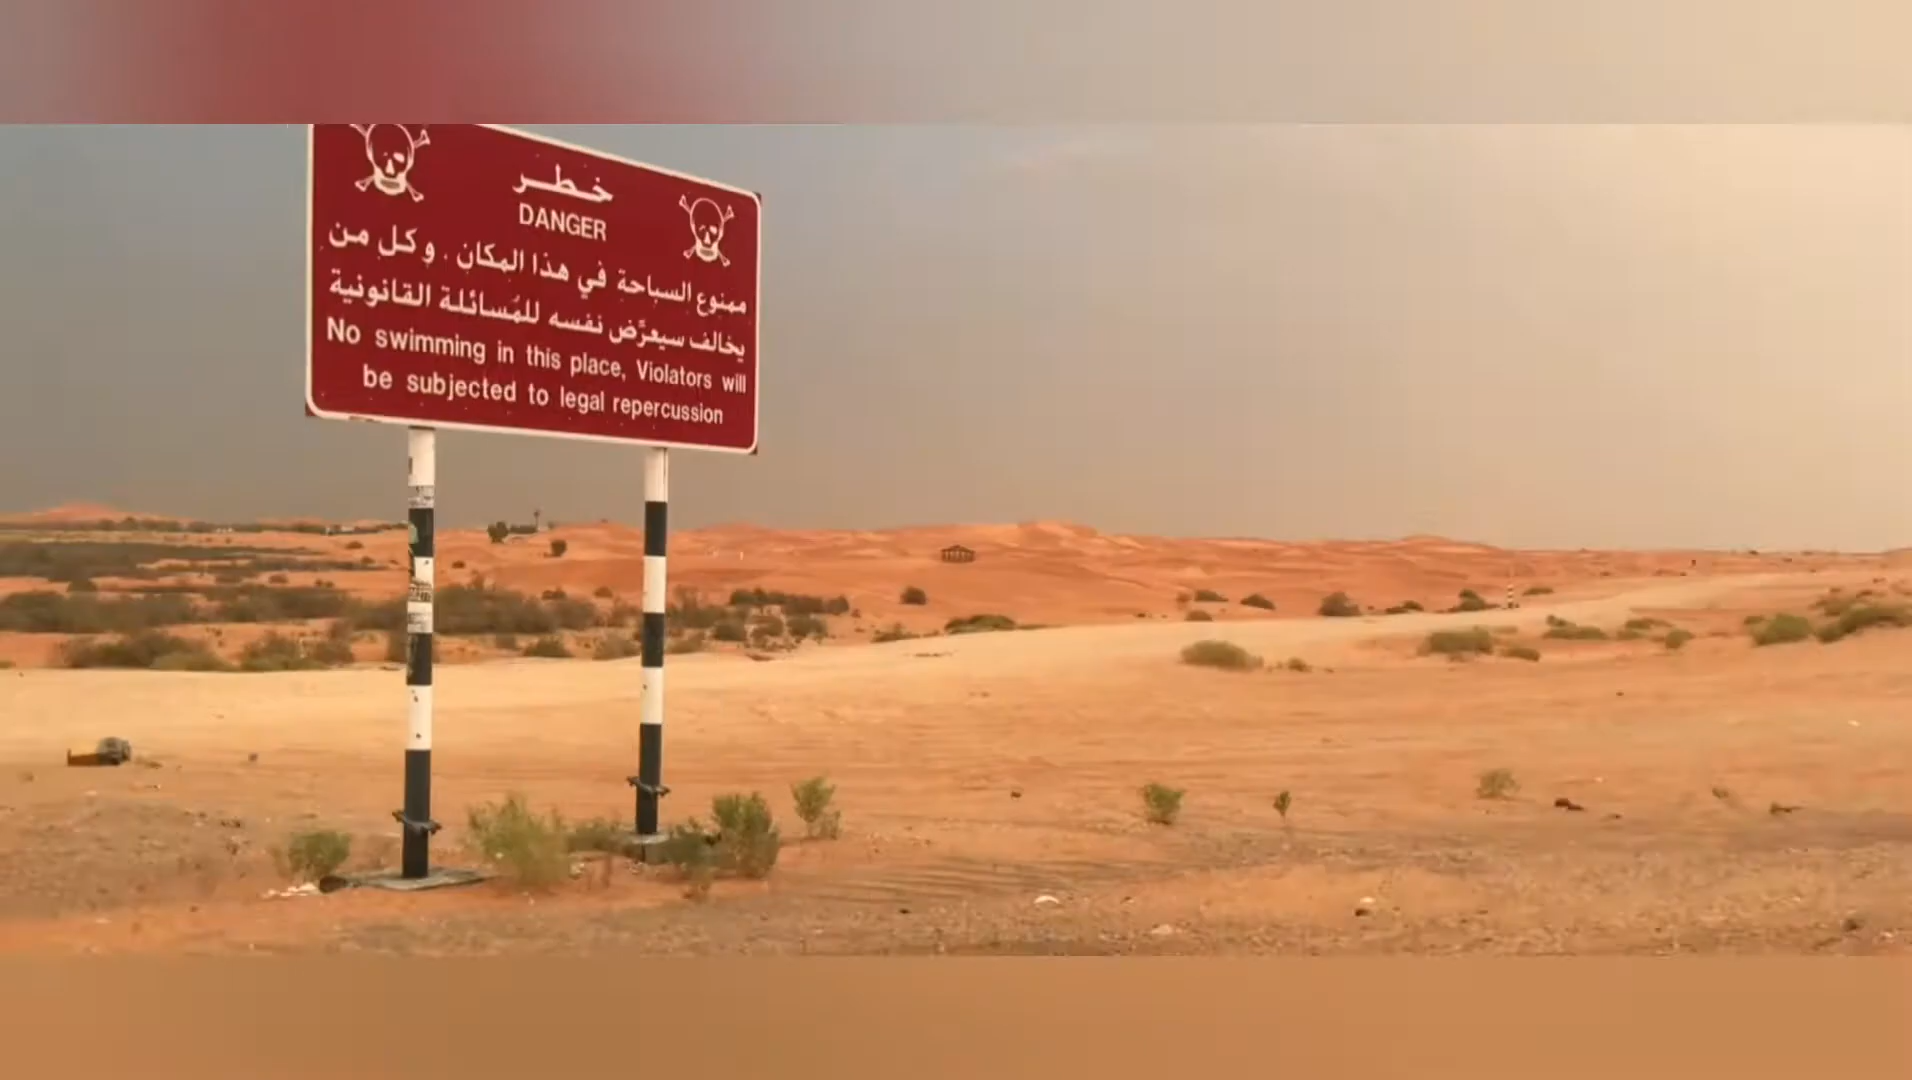 خطر
DANGER
ممنوع السباحة في هذا المكان . وكل من
يخالف سيعرّض نفسه للمُسائلة القانونية
No swimming in this place, Violators will
be subjected to legal repercussion